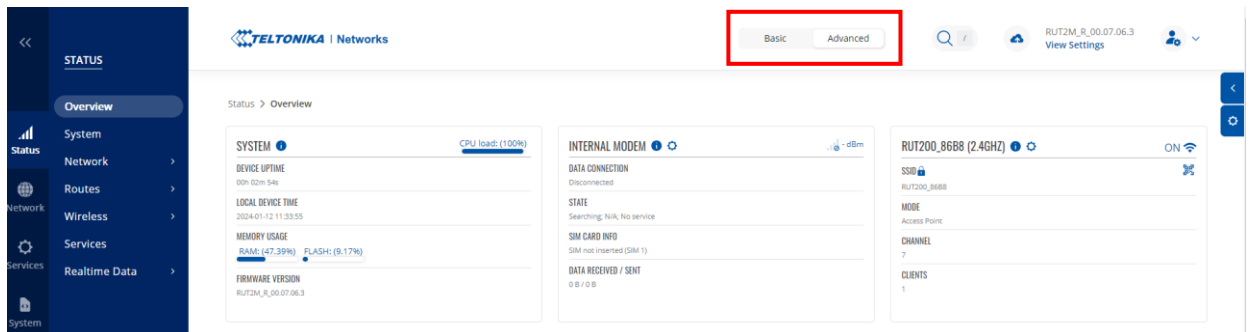 TELTONIKA | Networks
Basic
Advanced
/
RUT2M_R_00.07.06.3
View Settings
STATUS
Overview
System
Network
Routes
Wireless
Services
Realtime Data
Status
Network
Services
System
Status > Overview
SYSTEM
CPU load: (100%)
DEVICE UPTIME
00h 02m 54s
LOCAL DEVICE TIME
2024-01-12 11:33:55
MEMORY USAGE
RAM: (47.39%) FLASH: (9.17%)
FIRMWARE VERSION
RUT2M_R_00.07.06.3
INTERNAL MODEM
- dBm
DATA CONNECTION
Disconnected
STATE
Searching; N/A; No service
SIM CARD INFO
SIM not inserted (SIM 1)
DATA RECEIVED / SENT
0 B / 0 B
RUT200_86B8 (2.4GHZ)
ON
SSID
RUT200_86B8
MODE
Access Point
CHANNEL
7
CLIENTS
1